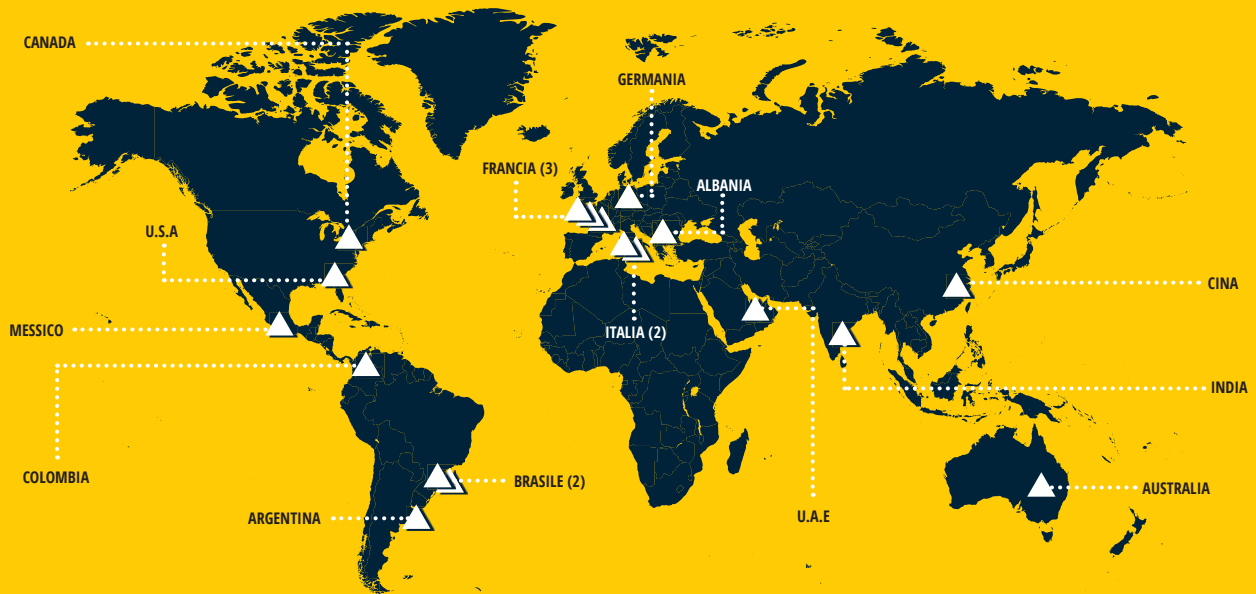 CANADA
GERMANIA
FRANCIA (3)
ALBANIA
U.S.A
CINA
MESSICO
ITALIA (2)
INDIA
COLOMBIA
BRASILE (2)
AUSTRALIA
ARGENTINA
U.A.E